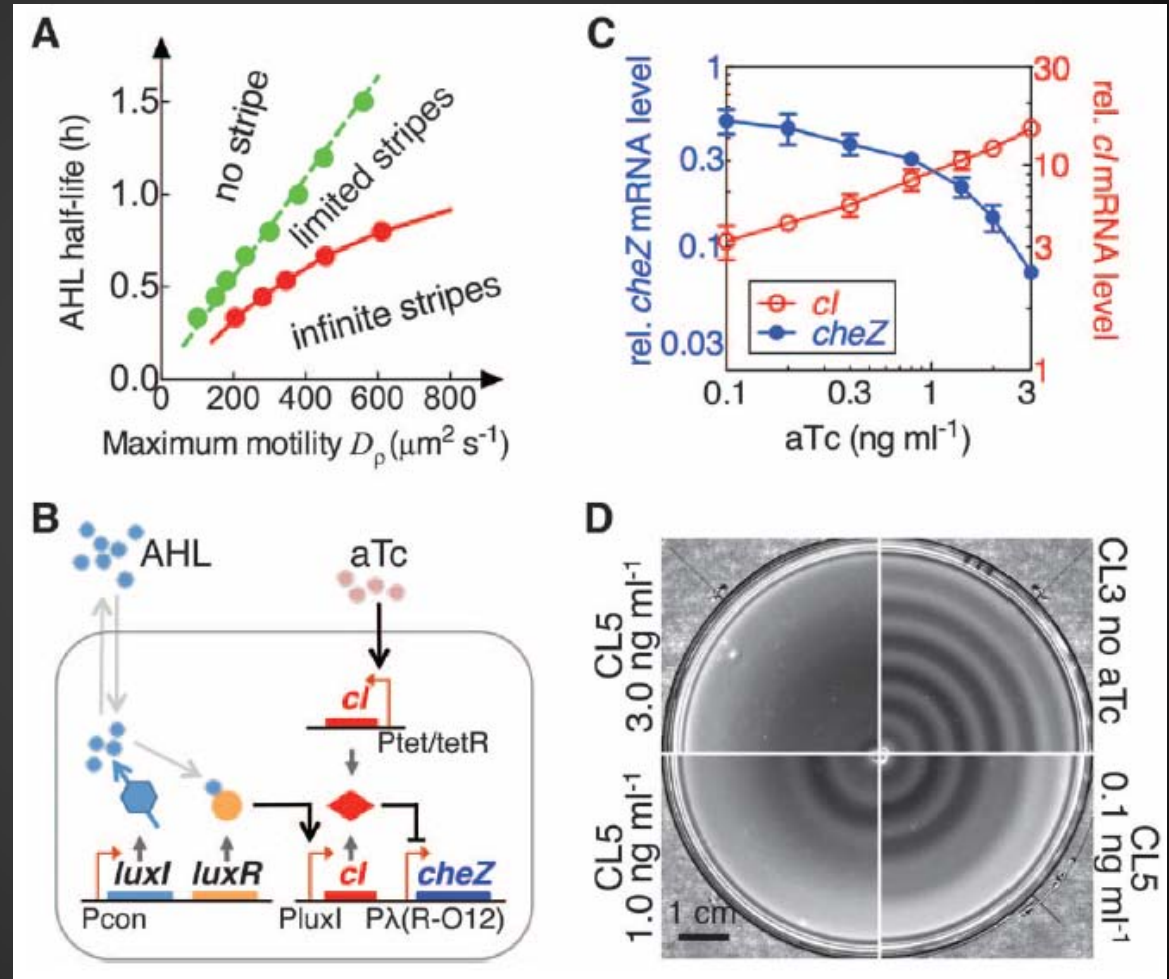 A
AHL half-life (h)
1.5
1.0
0.5
0.0
0 200 400 600 800
Maximum motility Dρ (μm² s⁻¹)
no stripe
limited stripes
infinite stripes
C
rel. cheZ mRNA level
1
0.3
0.1
0.03
rel. cI mRNA level
30
10
3
1
cI
cheZ
0.1 0.3 1 3
aTc (ng ml⁻¹)
B
AHL aTc
cI
Ptet/tetR
luxI luxR cI cheZ
Pcon PluxI Pλ(R-O12)
D
CL5
3.0 ng ml⁻¹
CL3 no aTc
CL5
1.0 ng ml⁻¹
CL5
0.1 ng ml⁻¹
1 cm